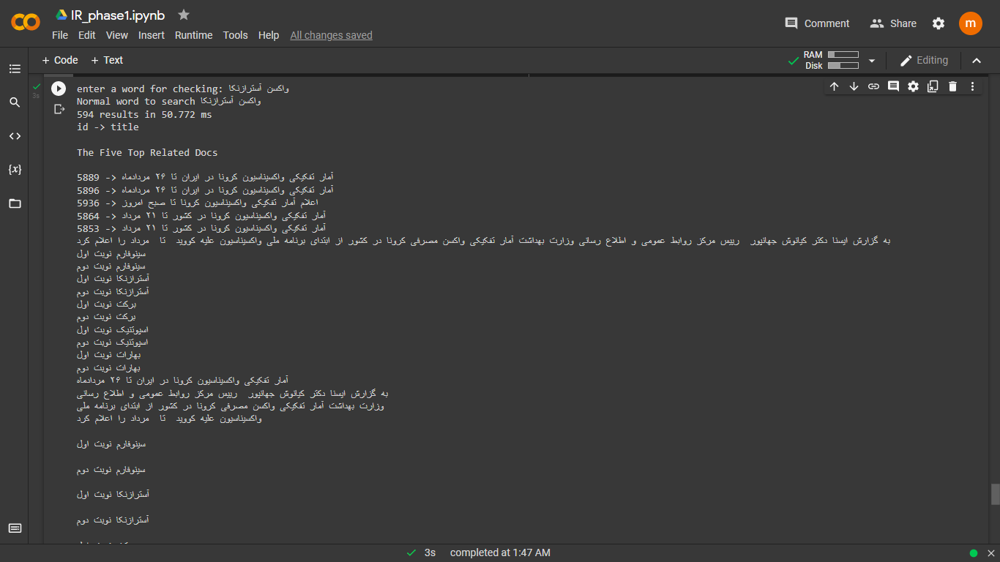 IR_phase1.ipynb
File Edit View Insert Runtime Tools Help All changes saved
Comment Share m
+ Code + Text
RAM
Disk
Editing
3s
enter a word for checking: واکسن آسترازنکا
Normal word to search واکسن آسترازنکا
594 results in 50.772 ms
id -> title
The Five Top Related Docs
5889 -> آمار تفکیکی واکسیناسیون کرونا در ایران تا ۲۶ مردادماه
5896 -> آمار تفکیکی واکسیناسیون کرونا در ایران تا ۲۶ مردادماه
5936 -> اعلام آمار تفکیکی واکسیناسیون کرونا تا صبح امروز
5864 -> آمار تفکیکی واکسیناسیون کرونا در کشور تا ۲۱ مرداد
5853 -> آمار تفکیکی واکسیناسیون کرونا در کشور تا ۲۱ مرداد
به گزارش ایسنا دکتر کیانوش جهانپور رییس مرکز روابط عمومی و اطلاع رسانی وزارت بهداشت آمار تفکیکی واکسن مصرفی کرونا در کشور از ابتدای برنامه ملی واکسیناسیون علیه کووید تا مرداد را اعلام کرد
سینوفارم نوبت اول
سینوفارم نوبت دوم
آسترازنکا نوبت اول
آسترازنکا نوبت دوم
برکت نوبت اول
برکت نوبت دوم
اسپوتنیک نوبت اول
اسپوتنیک نوبت دوم
بهارات نوبت اول
بهارات نوبت دوم
آمار تفکیکی واکسیناسیون کرونا در ایران تا ۲۶ مردادماه
به گزارش ایسنا دکتر کیانوش جهانپور رییس مرکز روابط عمومی و اطلاع رسانی
وزارت بهداشت آمار تفکیکی واکسن مصرفی کرونا در کشور از ابتدای برنامه ملی
واکسیناسیون علیه کووید تا مرداد را اعلام کرد
سینوفارم نوبت اول
سینوفارم نوبت دوم
آسترازنکا نوبت اول
آسترازنکا نوبت دوم
3s completed at 1:47 AM